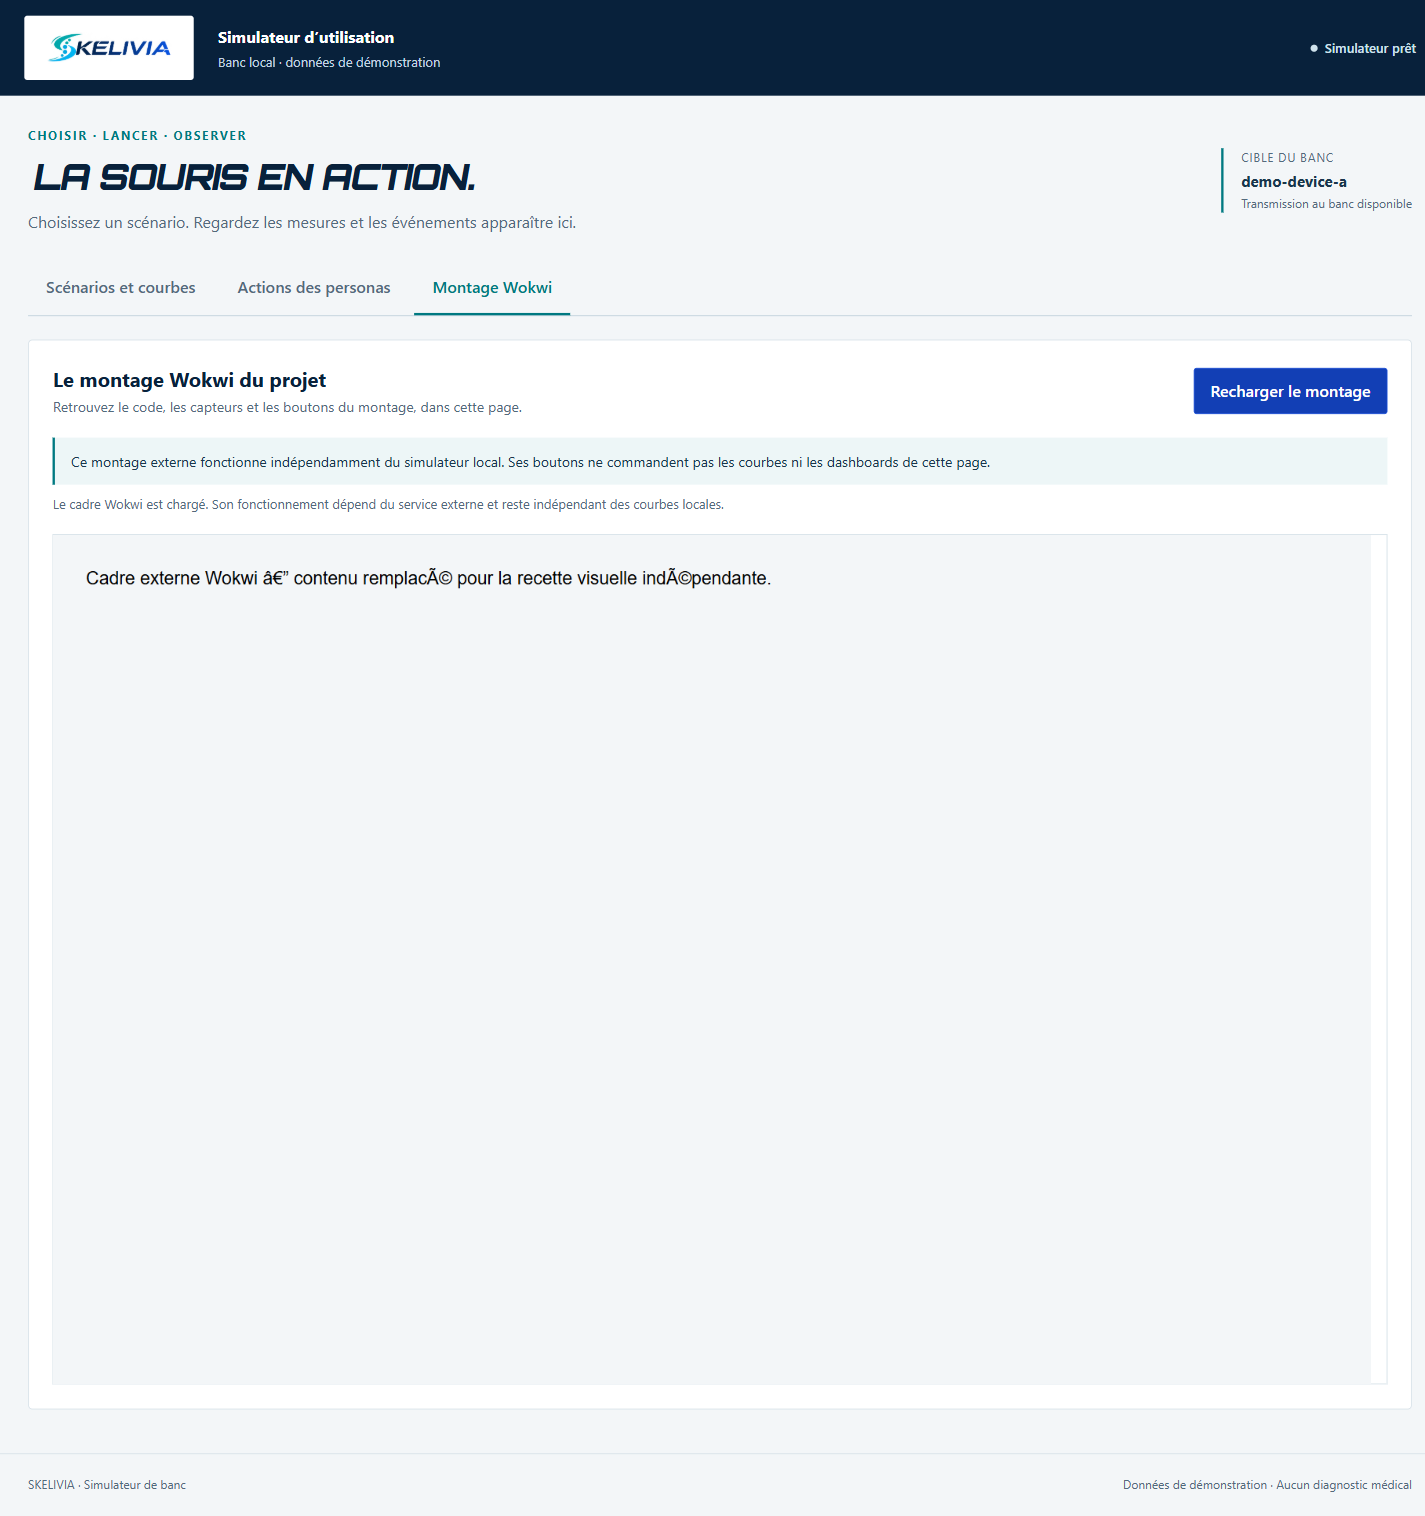 SKELIVIA
Simulateur d’utilisation
Banc local · données de démonstration
Simulateur prêt
CHOISIR · LANCER · OBSERVER
LA SOURIS EN ACTION.
Choisissez un scénario. Regardez les mesures et les événements apparaître ici.
CIBLE DU BANC
demo-device-a
Transmission au banc disponible
Scénarios et courbes
Actions des personas
Montage Wokwi
Le montage Wokwi du projet
Retrouvez le code, les capteurs et les boutons du montage, dans cette page.
Recharger le montage
Ce montage externe fonctionne indépendamment du simulateur local. Ses boutons ne commandent pas les courbes ni les dashboards de cette page.
Le cadre Wokwi est chargé. Son fonctionnement dépend du service externe et reste indépendant des courbes locales.
Cadre externe Wokwi â€” contenu remplacÃ© pour la recette visuelle indÃ©pendante.
SKELIVIA · Simulateur de banc
Données de démonstration · Aucun diagnostic médical